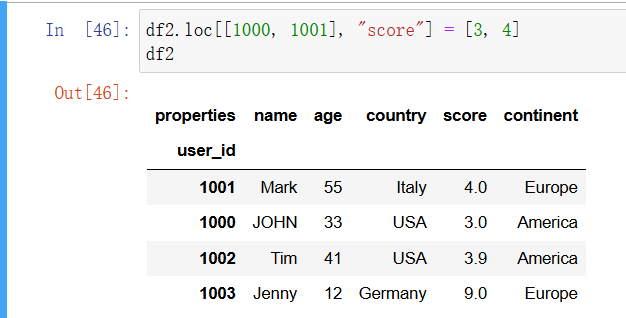 In [46]: df2.loc[[1000, 1001], "score"] = [3, 4]
df2
Out[46]:
properties name age country score continent
user_id
1001 Mark 55 Italy 4.0 Europe
1000 JOHN 33 USA 3.0 America
1002 Tim 41 USA 3.9 America
1003 Jenny 12 Germany 9.0 Europe